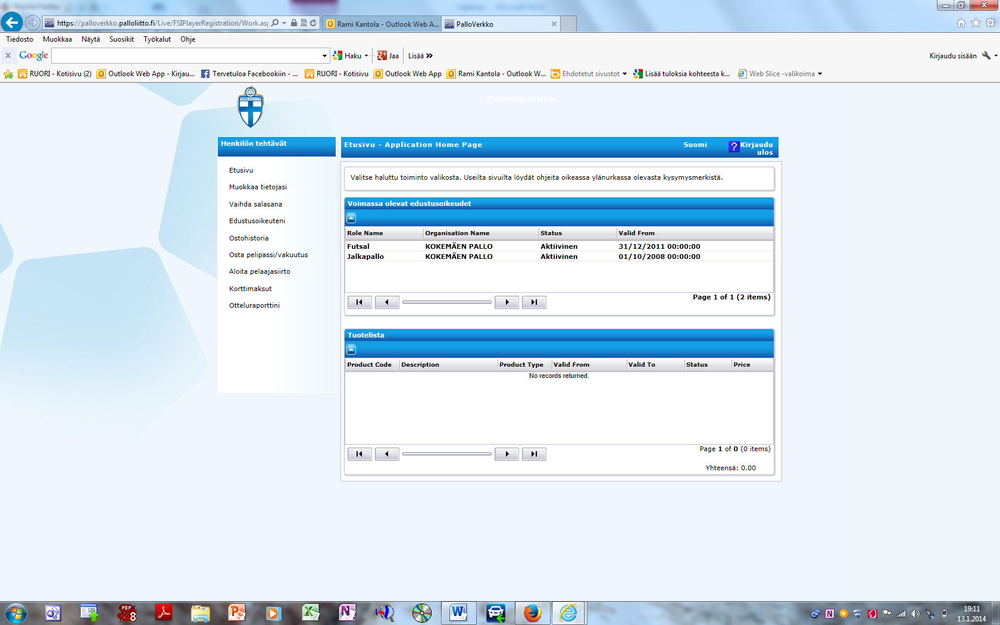 https://palloverkko.palloliitto.fi/Live/FSIPlayerRegistration/Work.as
Rami Kantola - Outlook Web A...
FSI PalloVerkko
Tiedosto Muokkaa Näytä Suosikit Työkalut Ohje
x Google Haku Jaa Lisää Kirjaudu sisään
RUORI - Kotisivu (2) Outlook Web App - Kirjau... Tervetuloa Facebookiin - ... RUORI - Kotisivu Outlook Web App Rami Kantola - Outlook W... Ehdotetut sivustot Lisää tuloksia kohteesta k... Web Slice -valikoima
PlayerRegistration
Henkilön tehtävät
Etusivu
Muokkaa tietojasi
Vaihda salasana
Edustusoikeuteni
Ostohistoria
Osta pelipassi/vakuutus
Aloita pelaajasiirto
Korttimaksut
Otteluraporttini
Etusivu - Application Home Page Suomi ? Kirjaudu
ulos
Valitse haluttu toiminto valikosta. Useilta sivuilta löydät ohjeita oikeassa ylänurkassa olevasta kysymysmerkistä.
Voimassa olevat edustusoikeudet
Role Name Organisation Name Status Valid From
Futsal KOKEMÄEN PALLO Aktiivinen 31/12/2011 00:00:00
Jalkapallo KOKEMÄEN PALLO Aktiivinen 01/10/2008 00:00:00
Page 1 of 1 (2 items)
Tuotelista
Product Code Description Product Type Valid From Valid To Status Price
No records returned.
Page 1 of 0 (0 items)
Yhteensä: 0.00
PSP 8
19:11
13.1.2014